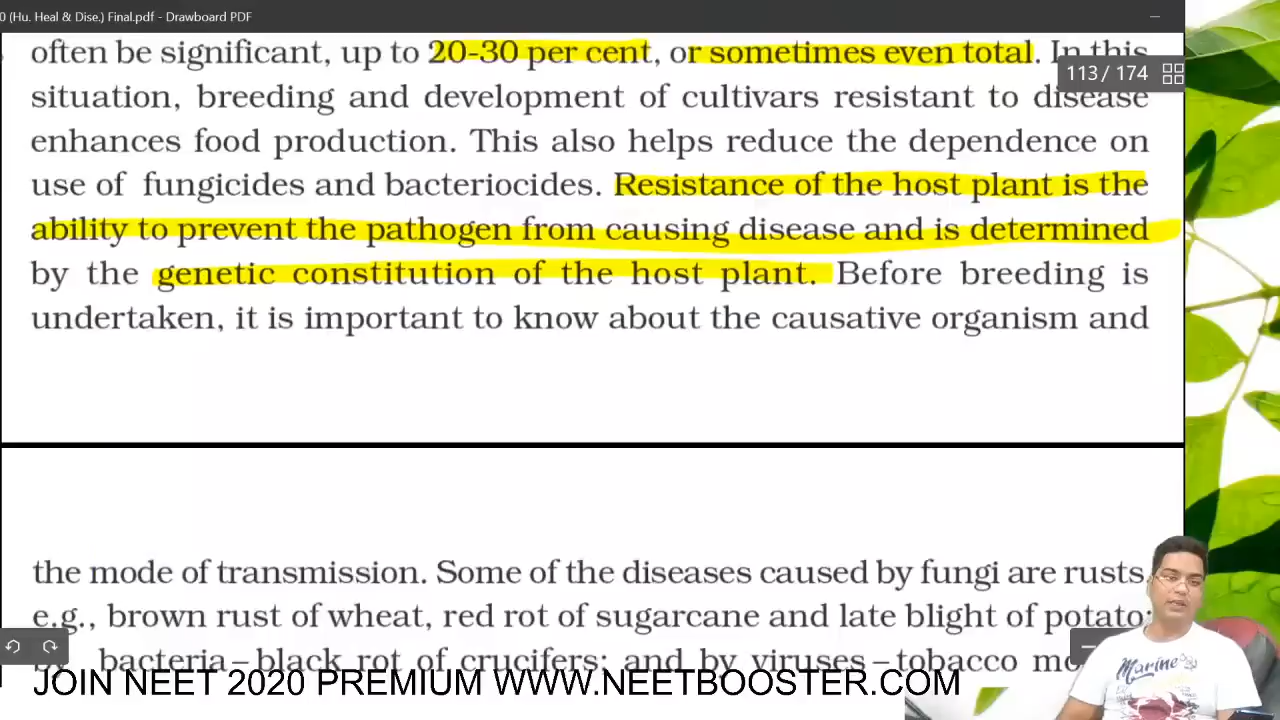 0 (Hu. Heal & Dise.) Final.pdf - Drawboard PDF
often be significant, up to 20-30 per cent, or sometimes even total. In this
113 / 174
situation, breeding and development of cultivars resistant to disease
enhances food production. This also helps reduce the dependence on
use of fungicides and bacteriocides. Resistance of the host plant is the
ability to prevent the pathogen from causing disease and is determined
by the genetic constitution of the host plant. Before breeding is
undertaken, it is important to know about the causative organism and
the mode of transmission. Some of the diseases caused by fungi are rusts,
e.g., brown rust of wheat, red rot of sugarcane and late blight of potato;
bacteria – black rot of crucifers; and by viruses – tobacco
JOIN NEET 2020 PREMIUM WWW.NEETBOOSTER.COM
Marine